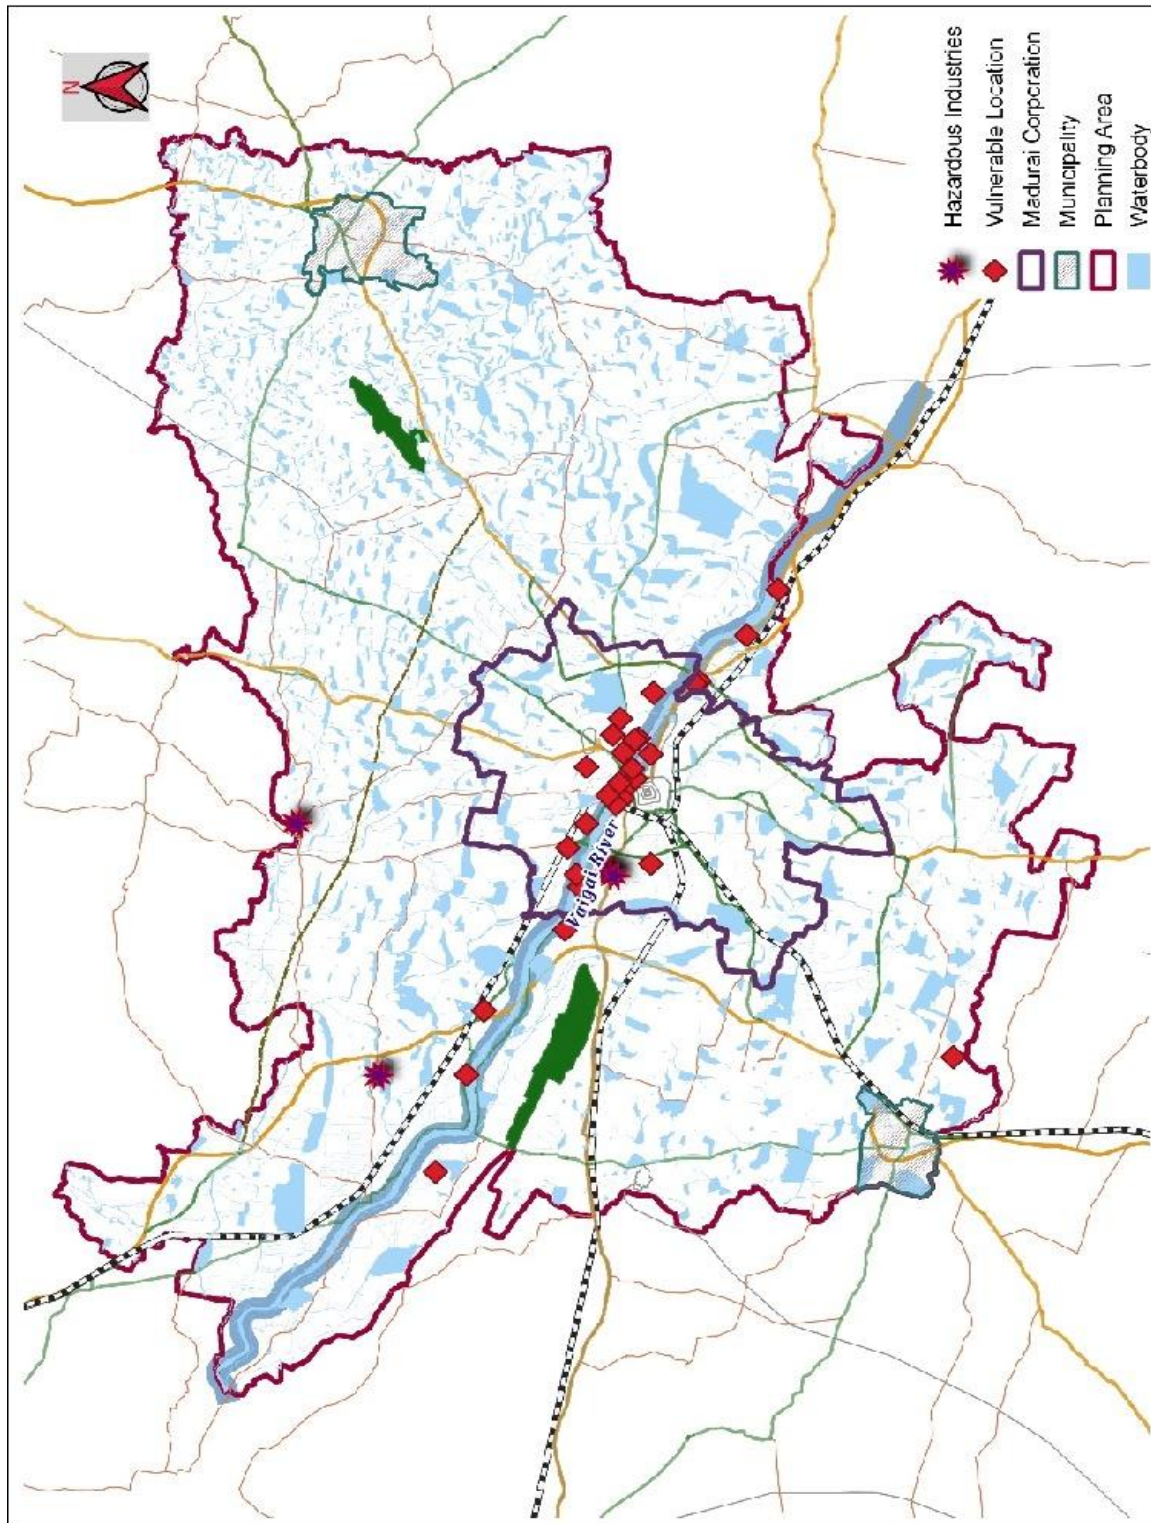 N
Vaigai River
Hazardous Industries
Vulnerable Location
Madurai Corporation
Municipality
Planning Area
Waterbody